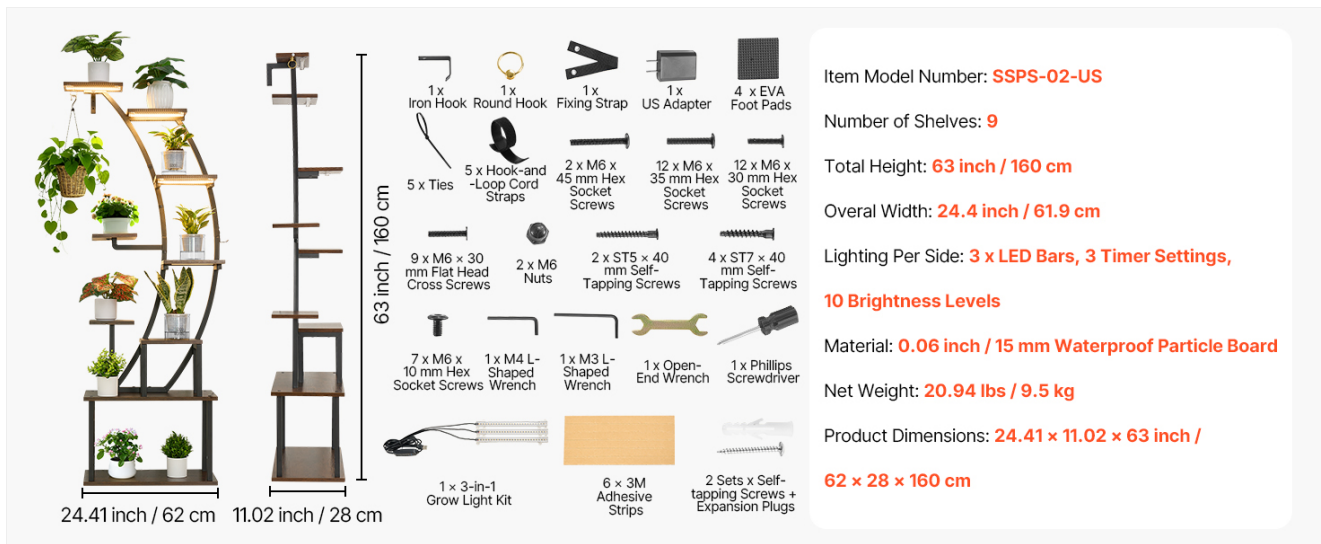 63 inch / 160 cm
24.41 inch / 62 cm
11.02 inch / 28 cm
1 x
Iron Hook
1 x
Round Hook
1 x
Fixing Strap
1 x
US Adapter
4 x EVA
Foot Pads
5 x Ties
5 x Hook-and
-Loop Cord
Straps
2 x M6 x
45 mm Hex
Socket
Screws
12 x M6 x
35 mm Hex
Socket
Screws
12 x M6 x
30 mm Hex
Socket
Screws
9 x M6 × 30
mm Flat Head
Cross Screws
2 x M6
Nuts
2 x ST5 × 40
mm Self-
Tapping Screws
4 x ST7 × 40
mm Self-
Tapping Screws
7 x M6 x
10 mm Hex
Socket Screws
1 x M4 L-
Shaped
Wrench
1 x M3 L-
Shaped
Wrench
1 x Open-
End Wrench
1 x Phillips
Screwdriver
1 × 3-in-1
Grow Light Kit
6 × 3M
Adhesive
Strips
2 Sets x Self-
tapping Screws +
Expansion Plugs
Item Model Number: SSPS-02-US
Number of Shelves: 9
Total Height: 63 inch / 160 cm
Overal Width: 24.4 inch / 61.9 cm
Lighting Per Side: 3 x LED Bars, 3 Timer Settings,
10 Brightness Levels
Material: 0.06 inch / 15 mm Waterproof Particle Board
Net Weight: 20.94 lbs / 9.5 kg
Product Dimensions: 24.41 × 11.02 × 63 inch /
62 × 28 × 160 cm